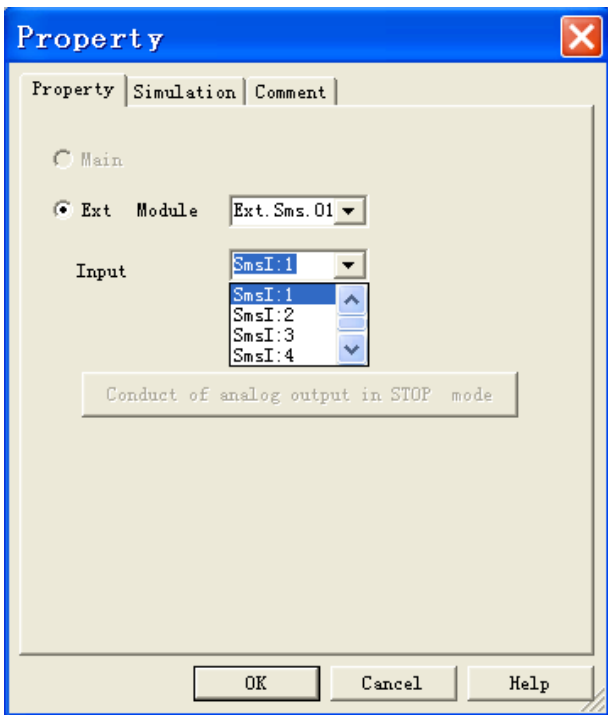 Property
Property Simulation Comment
Main
Ext Module Ext.Sms.01
Input SmsI:1
SmsI:1
SmsI:2
SmsI:3
SmsI:4
Conduct of analog output in STOP mode
OK Cancel Help